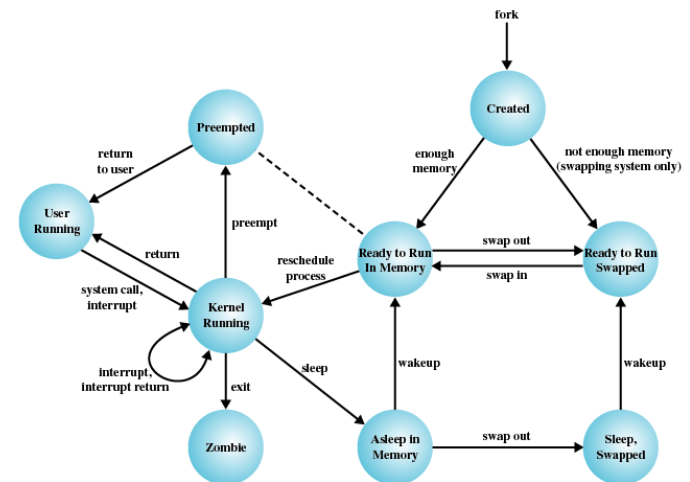 fork
Created
Preempted
enough
memory
not enough memory
(swapping system only)
return
to user
User
Running
preempt
return
reschedule
process
Ready to Run
In Memory
swap out
swap in
Ready to Run
Swapped
system call,
interrupt
Kernel
Running
interrupt,
interrupt return
exit
sleep
wakeup
wakeup
Zombie
Asleep in
Memory
swap out
Sleep,
Swapped